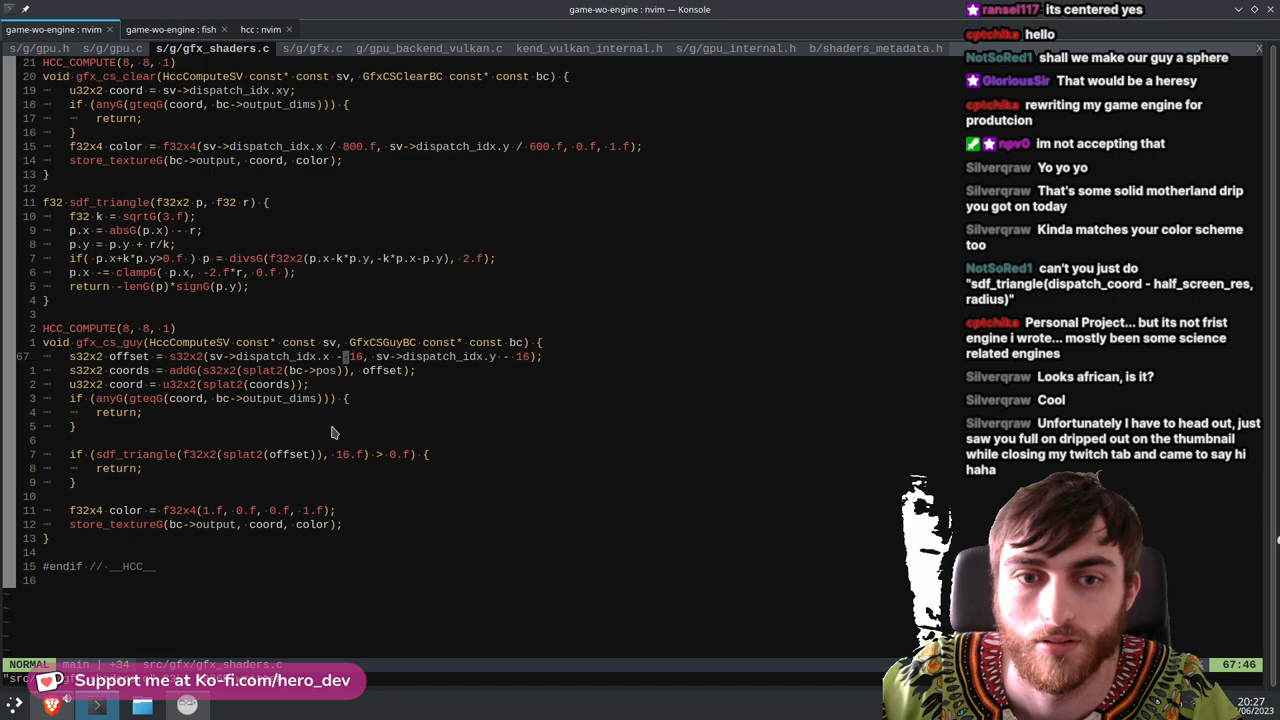 game-wo-engine : nvim — Konsole
game-wo-engine : nvim
game-wo-engine : fish
hcc : nvim
s/g/gpu.h s/g/gpu.c s/g/gfx_shaders.c g/gpu_backend_vulkan.c kend_vulkan_internal.h s/g/gpu_internal.h b/shaders_metadata.h X
21 HCC_COMPUTE(8, 8, 1)
20 void gfx_cs_clear(HccComputeSV const* const sv, GfxCSClearBC const* const bc) {
19 u32x2 coord = sv->dispatch_idx.xy;
18 if (anyG(gteqG(coord, bc->output_dims))) {
17 return;
16 }
15 f32x4 color = f32x4(sv->dispatch_idx.x / 800.f, sv->dispatch_idx.y / 600.f, 0.f, 1.f);
14 store_textureG(bc->output, coord, color);
13 }
12
11 f32 sdf_triangle(f32x2 p, f32 r) {
10 f32 k = sqrtG(3.f);
9 p.x = absG(p.x) - r;
8 p.y = p.y + r/k;
7 if( p.x+k*p.y>0.f ) p = divsG(f32x2(p.x-k*p.y,-k*p.x-p.y), 2.f);
6 p.x -= clampG( p.x, -2.f*r, 0.f );
5 return -lenG(p)*signG(p.y);
4 }
3
2 HCC_COMPUTE(8, 8, 1)
1 void gfx_cs_guy(HccComputeSV const* const sv, GfxCSGuyBC const* const bc) {
67 s32x2 offset = s32x2(sv->dispatch_idx.x - 16, sv->dispatch_idx.y - 16);
1 s32x2 coords = addG(s32x2(splat2(bc->pos)), offset);
2 u32x2 coord = u32x2(splat2(coords));
3 if (anyG(gteqG(coord, bc->output_dims))) {
4 return;
5 }
6
7 if (sdf_triangle(f32x2(splat2(offset)), 16.f) > 0.f) {
8 return;
9 }
10
11 f32x4 color = f32x4(1.f, 0.f, 0.f, 1.f);
12 store_textureG(bc->output, coord, color);
13 }
14
15 #endif // __HCC__
16
~
~
~
~
~
NORMAL main | +34 src/gfx/gfx_shaders.c 67:46
"src
Support me at Ko-fi.com/hero_dev
20:27
/06/2023
ransel117 its centered yes
cptchika hello
NotSoRed1 shall we make our guy a sphere
GloriousSir That would be a heresy
cptchika rewriting my game engine for
produtcion
npv0 im not accepting that
Silverqraw Yo yo yo
Silverqraw That's some solid motherland drip
you got on today
Silverqraw Kinda matches your color scheme
too
NotSoRed1 can't you just do
"sdf_triangle(dispatch_coord - half_screen_res,
radius)"
cptchika Personal Project... but its not frist
engine i wrote... mostly been some science
related engines
Silverqraw Looks african, is it?
Silverqraw Cool
Silverqraw Unfortunately I have to head out, just
saw you full on dripped out on the thumbnail
while closing my twitch tab and came to say hi
haha